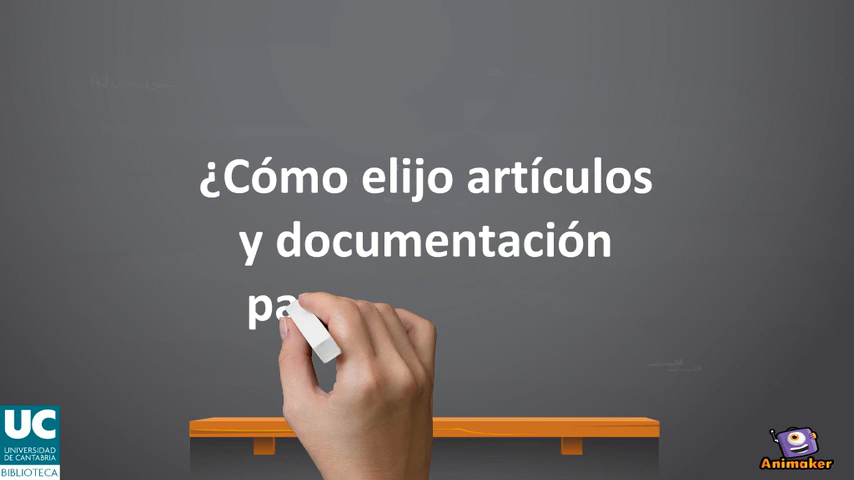 ¿Cómo elijo artículos
y documentación
pa
UC
UNIVERSIDAD
DE CANTABRIA
BIBLIOTECA
Animaker